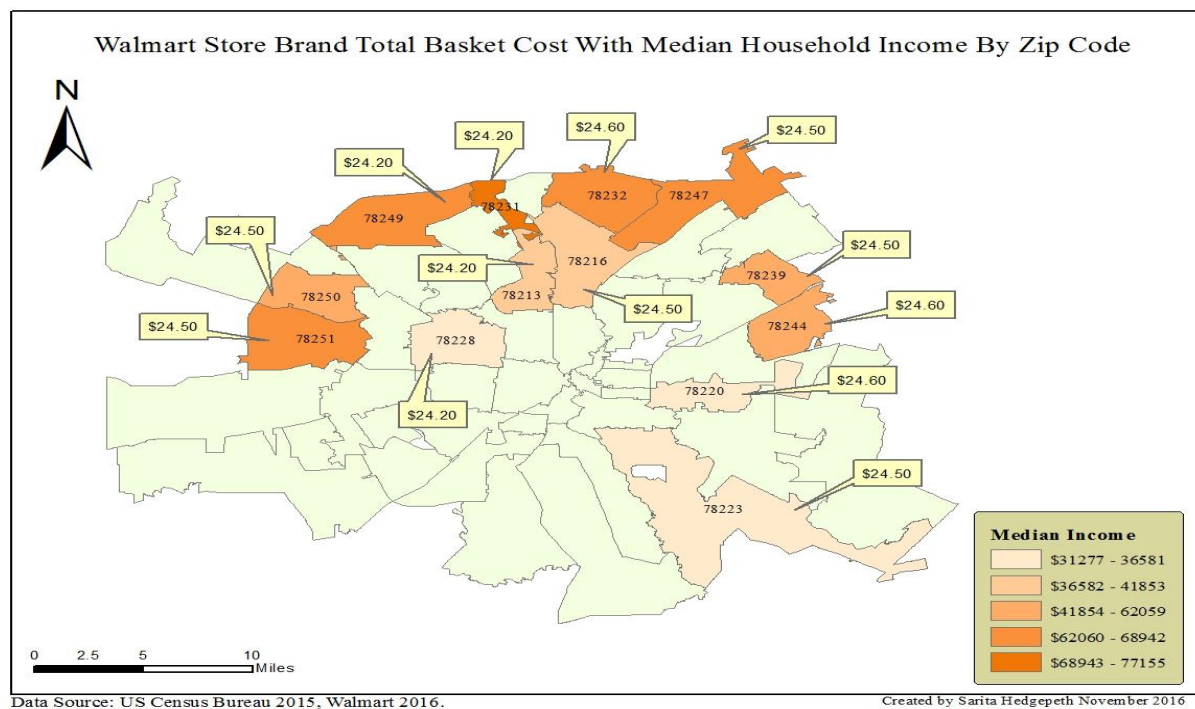 Walmart Store Brand Total Basket Cost With Median Household Income By Zip Code
N
$24.20
$24.60
$24.50
$24.20
78231
78232
78247
78249
$24.50
$24.50
78216
$24.20
78239
78250
78213
$24.60
$24.50
$24.50
78244
78251
78228
$24.60
78220
$24.20
$24.50
78223
Median Income
$31277 - 36581
$36582 - 41853
$41854 - 62059
$62060 - 68942
$68943 - 77155
0 2.5 5 10
Miles
Data Source: US Census Bureau 2015, Walmart 2016.
Created by Sarita Hedgepeth November 2016